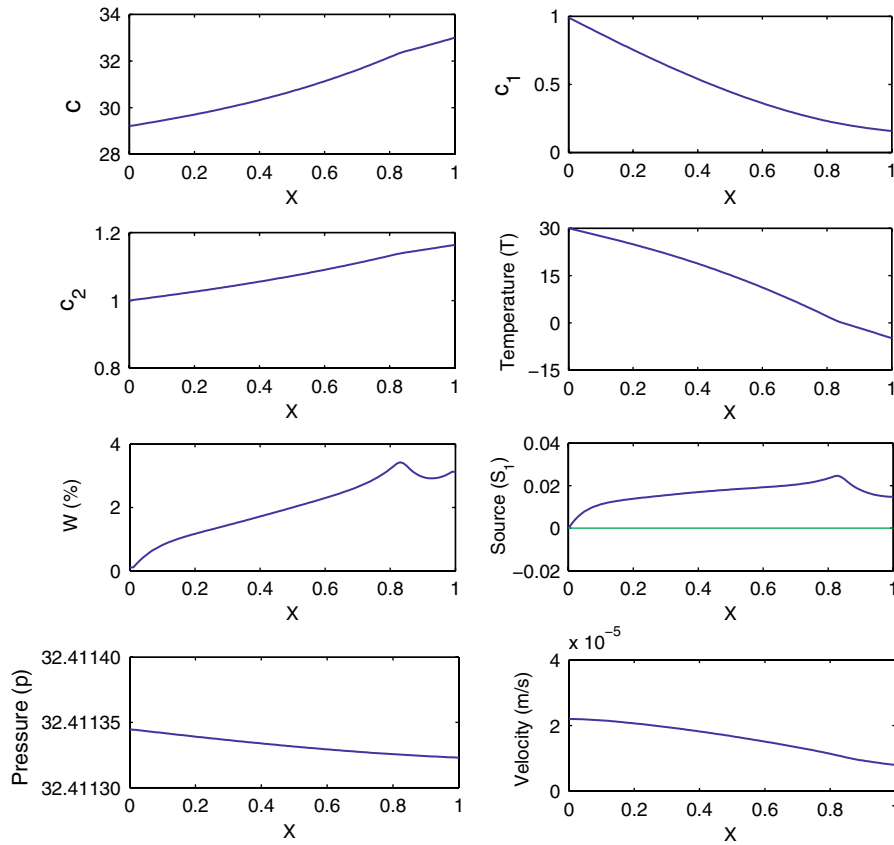 34
32
30
28
c
0 0.2 0.4 0.6 0.8 1
X
1
0.5
0
c1
0 0.2 0.4 0.6 0.8 1
X
1.2
1
0.8
c2
0 0.2 0.4 0.6 0.8 1
X
30
15
0
−15
Temperature (T)
0 0.2 0.4 0.6 0.8 1
X
4
2
0
W (%)
0 0.2 0.4 0.6 0.8 1
X
0.04
0.02
0
−0.02
Source (S1)
0 0.2 0.4 0.6 0.8 1
X
32.41140
32.41135
32.41130
Pressure (p)
0 0.2 0.4 0.6 0.8 1
X
x 10−5
4
2
0
Velocity (m/s)
0 0.2 0.4 0.6 0.8 1
X